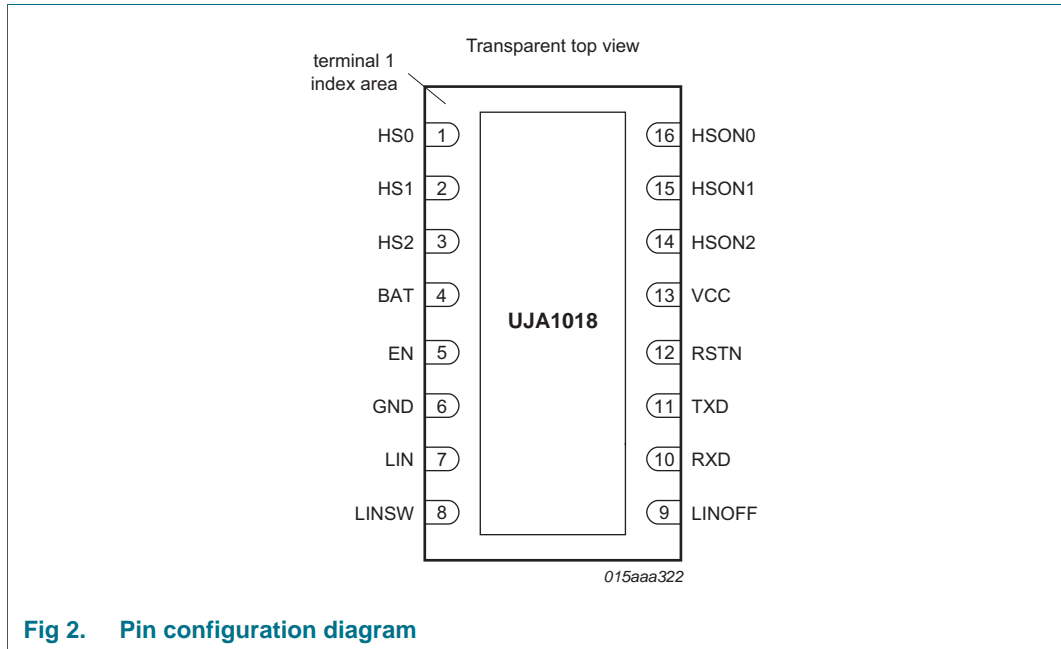 Transparent top view
terminal 1
index area
HS0 1 16 HSON0
HS1 2 15 HSON1
HS2 3 14 HSON2
BAT 4 13 VCC
UJA1018
EN 5 12 RSTN
GND 6 11 TXD
LIN 7 10 RXD
LINSW 8 9 LINOFF
015aaa322
Fig 2. Pin configuration diagram